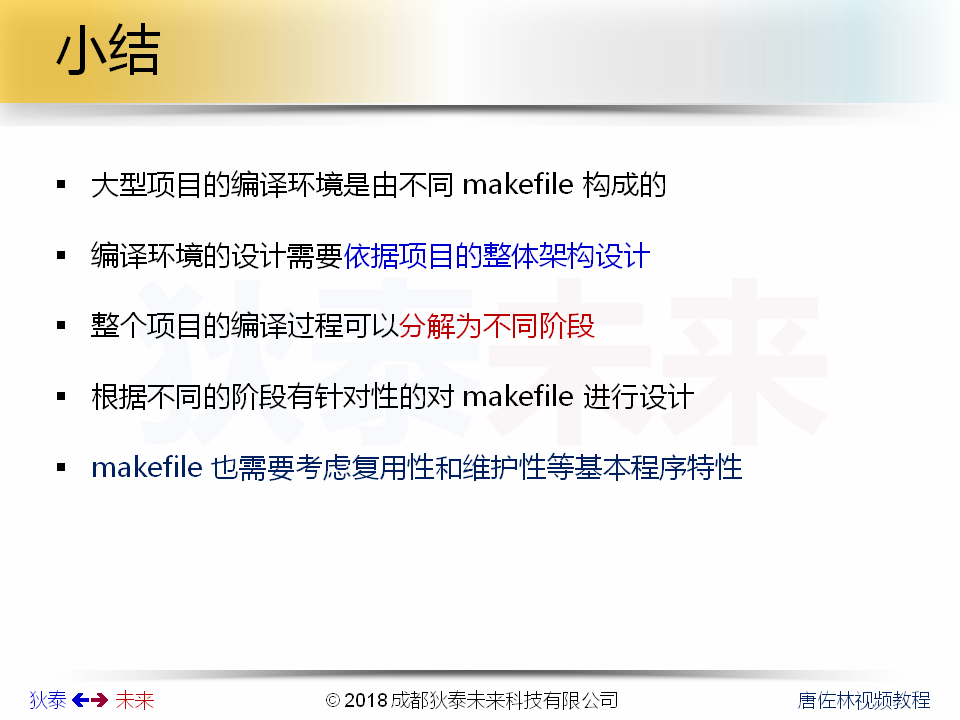 小结
大型项目的编译环境是由不同 makefile 构成的
编译环境的设计需要依据项目的整体架构设计
整个项目的编译过程可以分解为不同阶段
根据不同的阶段有针对性的对 makefile 进行设计
makefile 也需要考虑复用性和维护性等基本程序特性
狄泰未来
狄泰 未来
© 2018 成都狄泰未来科技有限公司
唐佐林视频教程